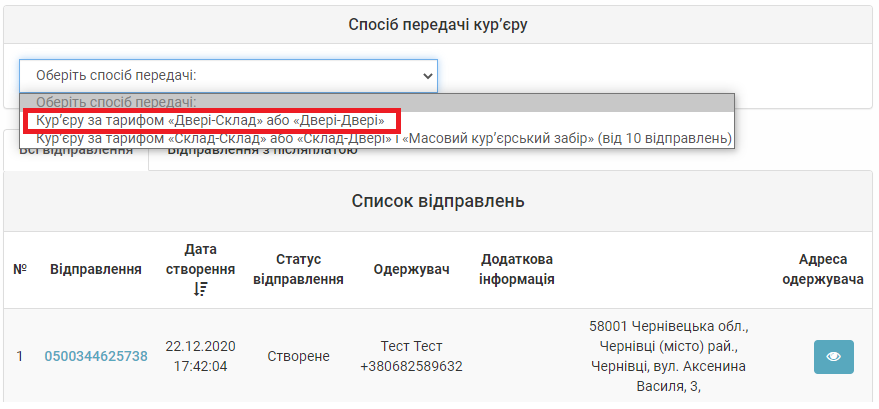 Спосіб передачі кур’єру
Оберіть спосіб передачі:
Оберіть спосіб передачі:
Кур’єру за тарифом «Двері-Склад» або «Двері-Двері»
Кур’єру за тарифом «Склад-Склад» або «Склад-Двері» і «Масовий кур’єрський забір» (від 10 відправлень)
Всі відправлення Відправлення з післяплатою
Список відправлень
№ Відправлення Дата створення Статус відправлення Одержувач Додаткова інформація Адреса одержувача
1 0500344625738 22.12.2020 17:42:04 Створене Тест Тест +380682589632 58001 Чернівецька обл., Чернівці (місто) рай., Чернівці, вул. Аксенина Василя, 3,